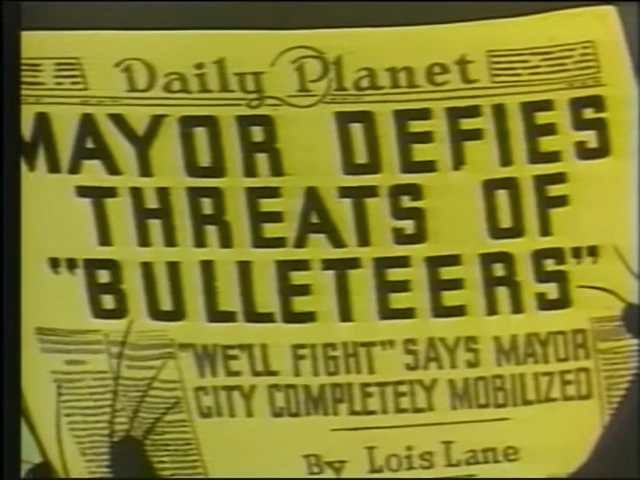 Daily Planet
MAYOR DEFIES
THREATS OF
"BULLETEERS"
"WE'LL FIGHT" SAYS MAYOR
CITY COMPLETELY MOBILIZED
By Lois Lane